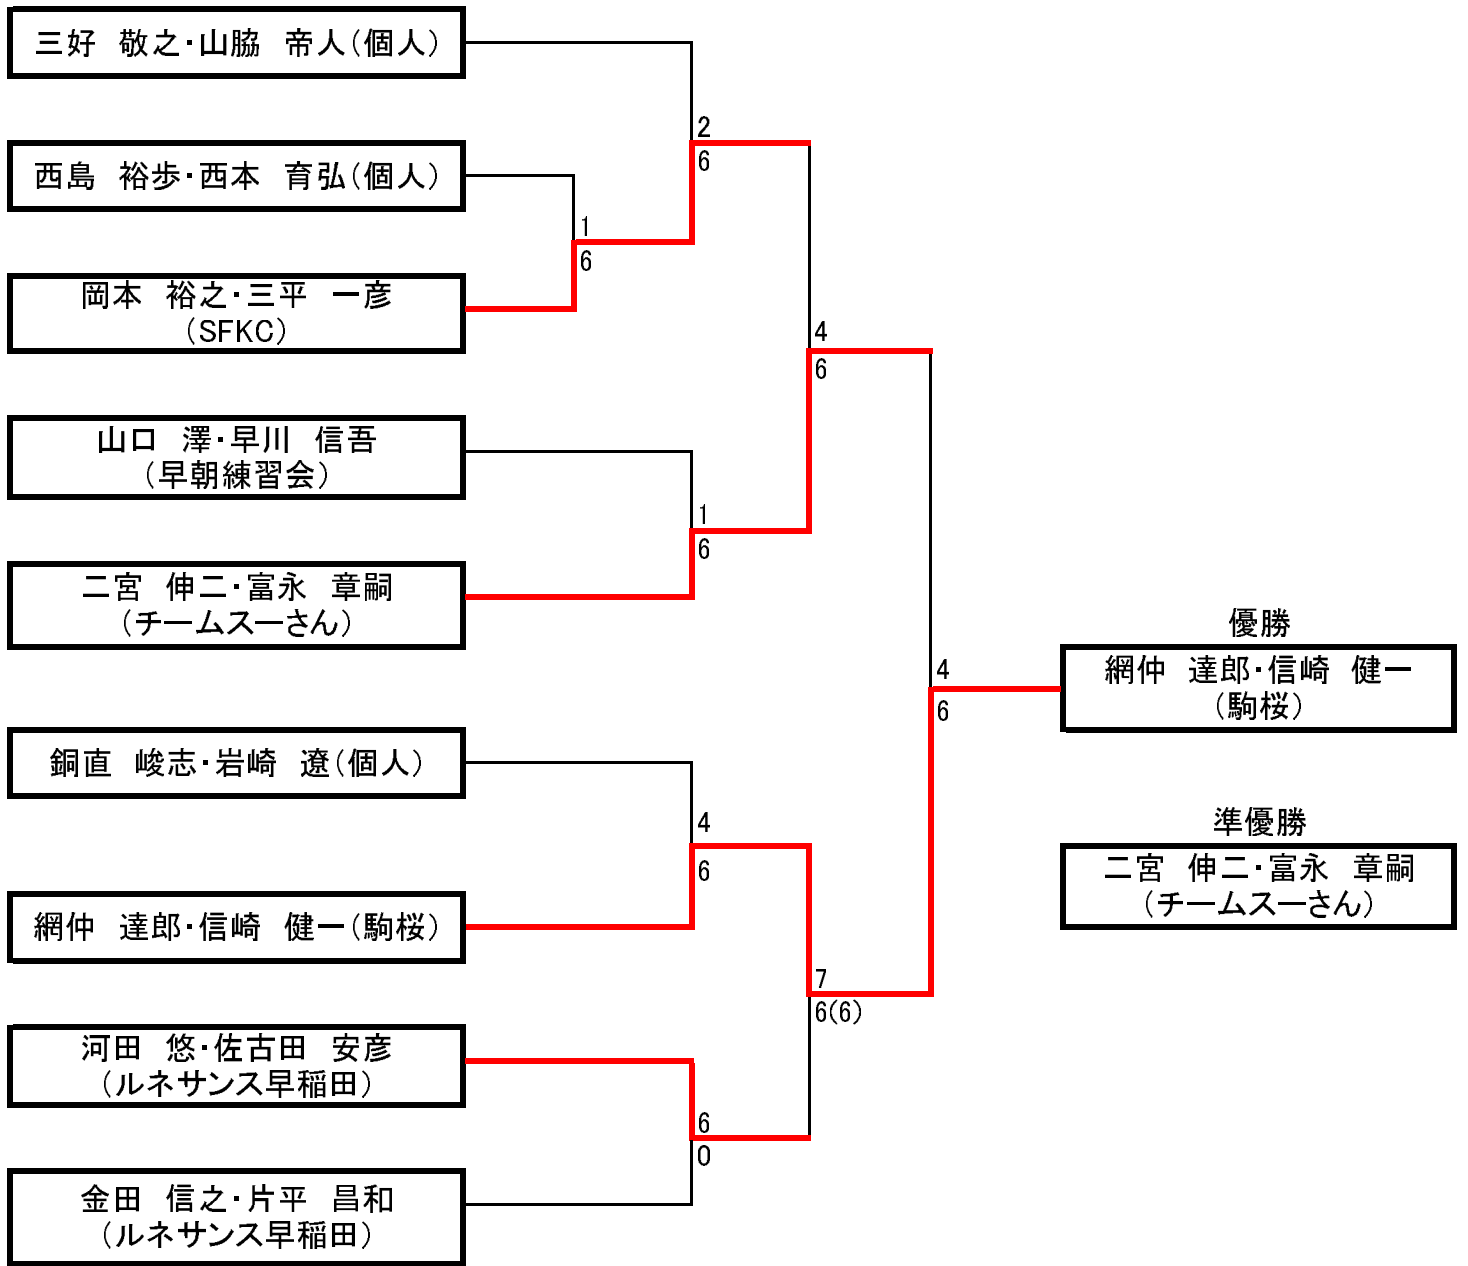 三好　敬之・山脇　帝人（個人）
2
6
西島　裕歩・西本　育弘（個人）
1
6
岡本　裕之・三平　一彦
（SFKC）
4
6
山口　澤・早川　信吾
（早朝練習会）
1
6
二宮　伸二・富永　章嗣
（チームスーさん）
優勝
網仲　達郎・信崎　健一
（駒桜）
4
6
銅直　峻志・岩崎　遼（個人）
4
6
準優勝
二宮　伸二・富永　章嗣
（チームスーさん）
網仲　達郎・信崎　健一（駒桜）
7
6(6)
河田　悠・佐古田　安彦
（ルネサンス早稲田）
6
0
金田　信之・片平　昌和
（ルネサンス早稲田）